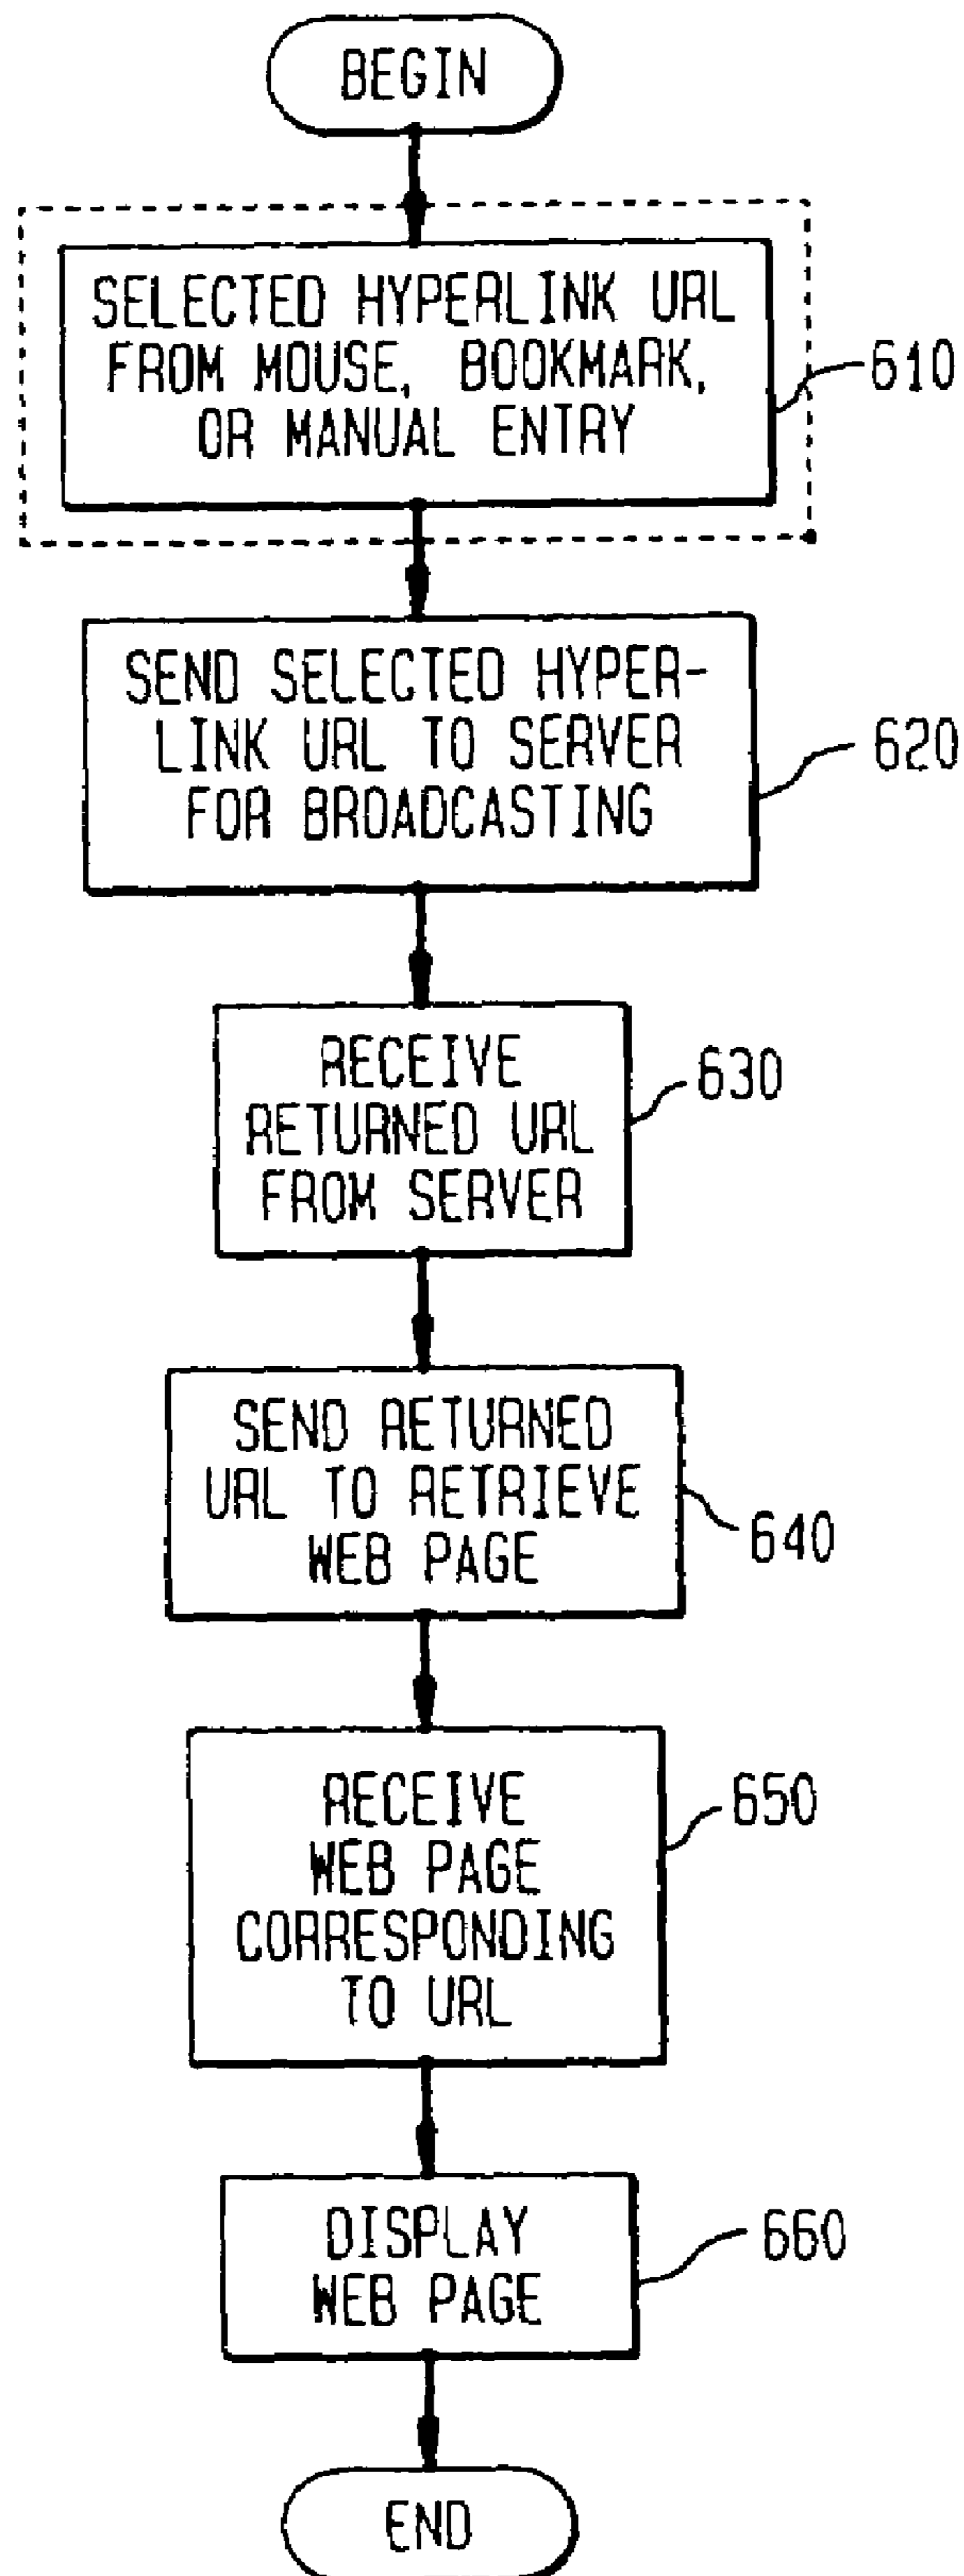 BEGIN
SELECTED HYPERLINK URL
FROM MOUSE, BOOKMARK,
OR MANUAL ENTRY
610
SEND SELECTED HYPER-
LINK URL TO SERVER
FOR BROADCASTING
620
RECEIVE
RETURNED URL
FROM SERVER
630
SEND RETURNED
URL TO RETRIEVE
WEB PAGE
640
RECEIVE
WEB PAGE
CORRESPONDING
TO URL
650
DISPLAY
WEB PAGE
660
END